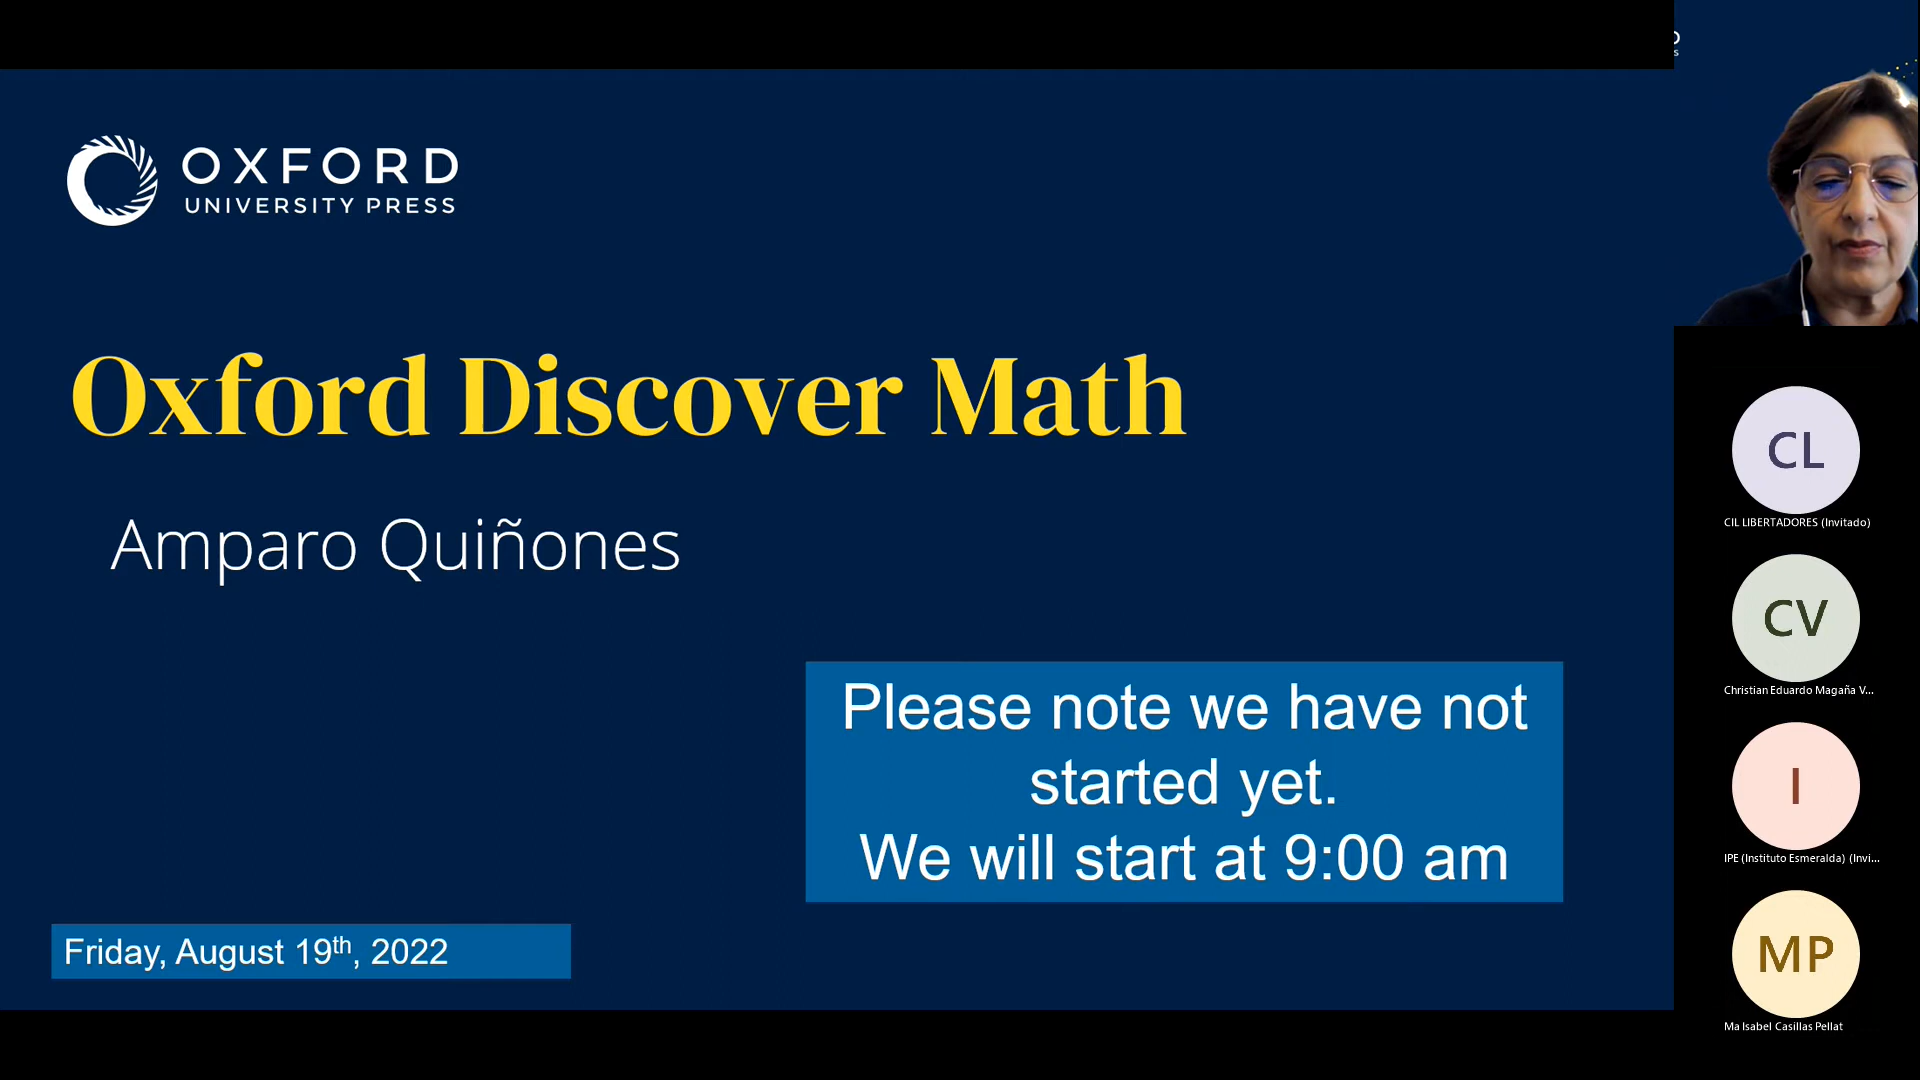 OXFORD
UNIVERSITY PRESS
Oxford Discover Math
Amparo Quiñones
Please note we have not
started yet.
We will start at 9:00 am
Friday, August 19th, 2022
CL
CIL LIBERTADORES (Invitado)
CV
Christian Eduardo Magaña V...
I
IPE (Instituto Esmeralda) (Invi...
MP
Ma Isabel Casillas Pellat